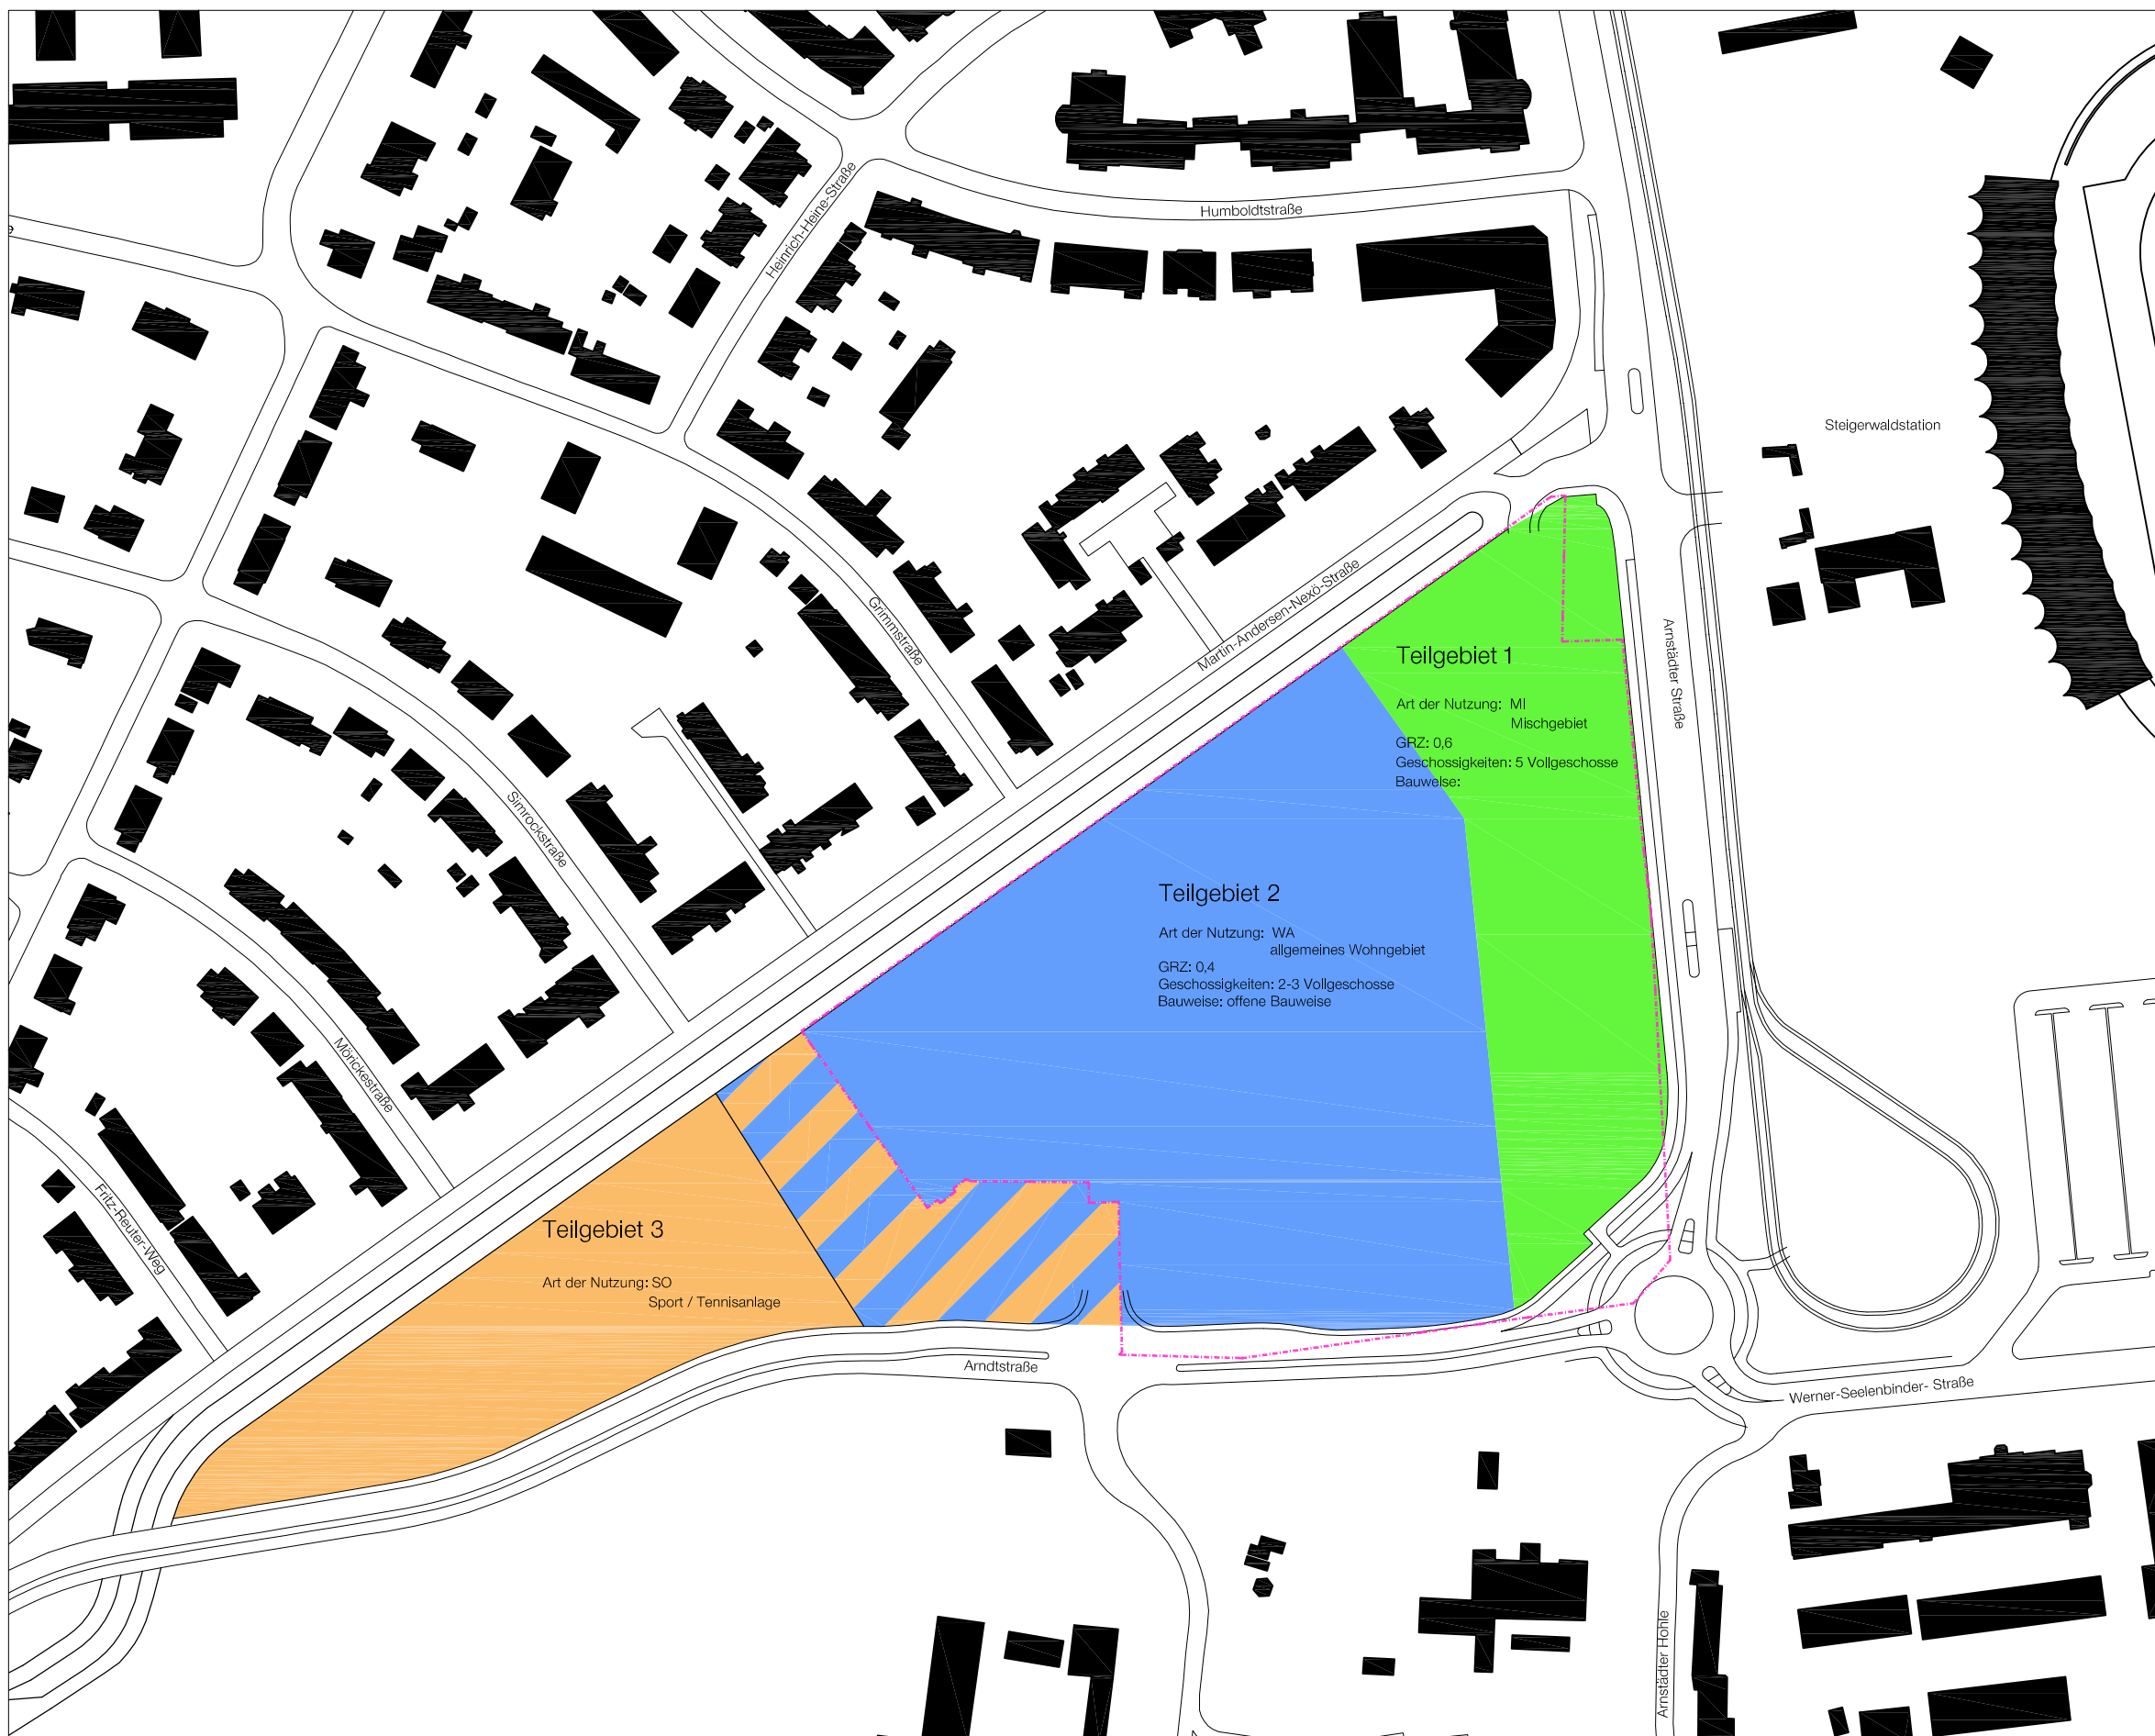 Heinrich-Heine-Straße
Humboldtstraße
Steigerwaldstation
Grimmstraße
Martin-Andersen-Nexö-Straße
Arnstädter Straße
Teilgebiet 1
Art der Nutzung: MI
Mischgebiet
GRZ: 0,6
Geschossigkeiten: 5 Vollgeschosse
Bauweise:
Simrockstraße
Teilgebiet 2
Art der Nutzung: WA
allgemeines Wohngebiet
GRZ: 0,4
Geschossigkeiten: 2-3 Vollgeschosse
Bauweise: offene Bauweise
Mörickestraße
Fritz-Reuter-Weg
Teilgebiet 3
Art der Nutzung: SO
Sport / Tennisanlage
Arndtstraße
Werner-Seelenbinder- Straße
Arnstädter Hohle